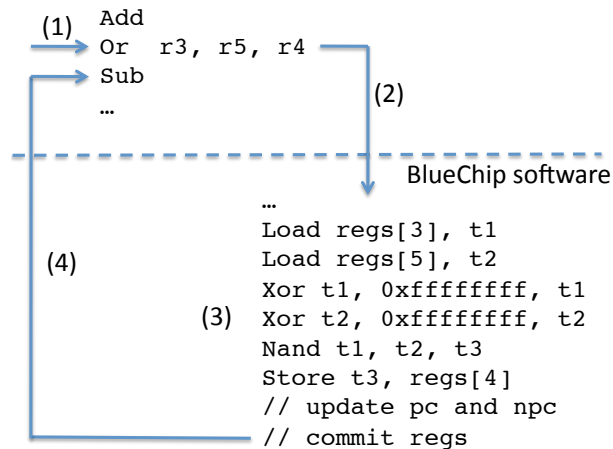 Add
(1)
Or r3, r5, r4
Sub
(2)
…
BlueChip software
…
Load regs[3], t1
Load regs[5], t2
(4)
Xor t1, 0xffffffff, t1
(3)
Xor t2, 0xffffffff, t2
Nand t1, t2, t3
Store t3, regs[4]
// update pc and npc
// commit regs